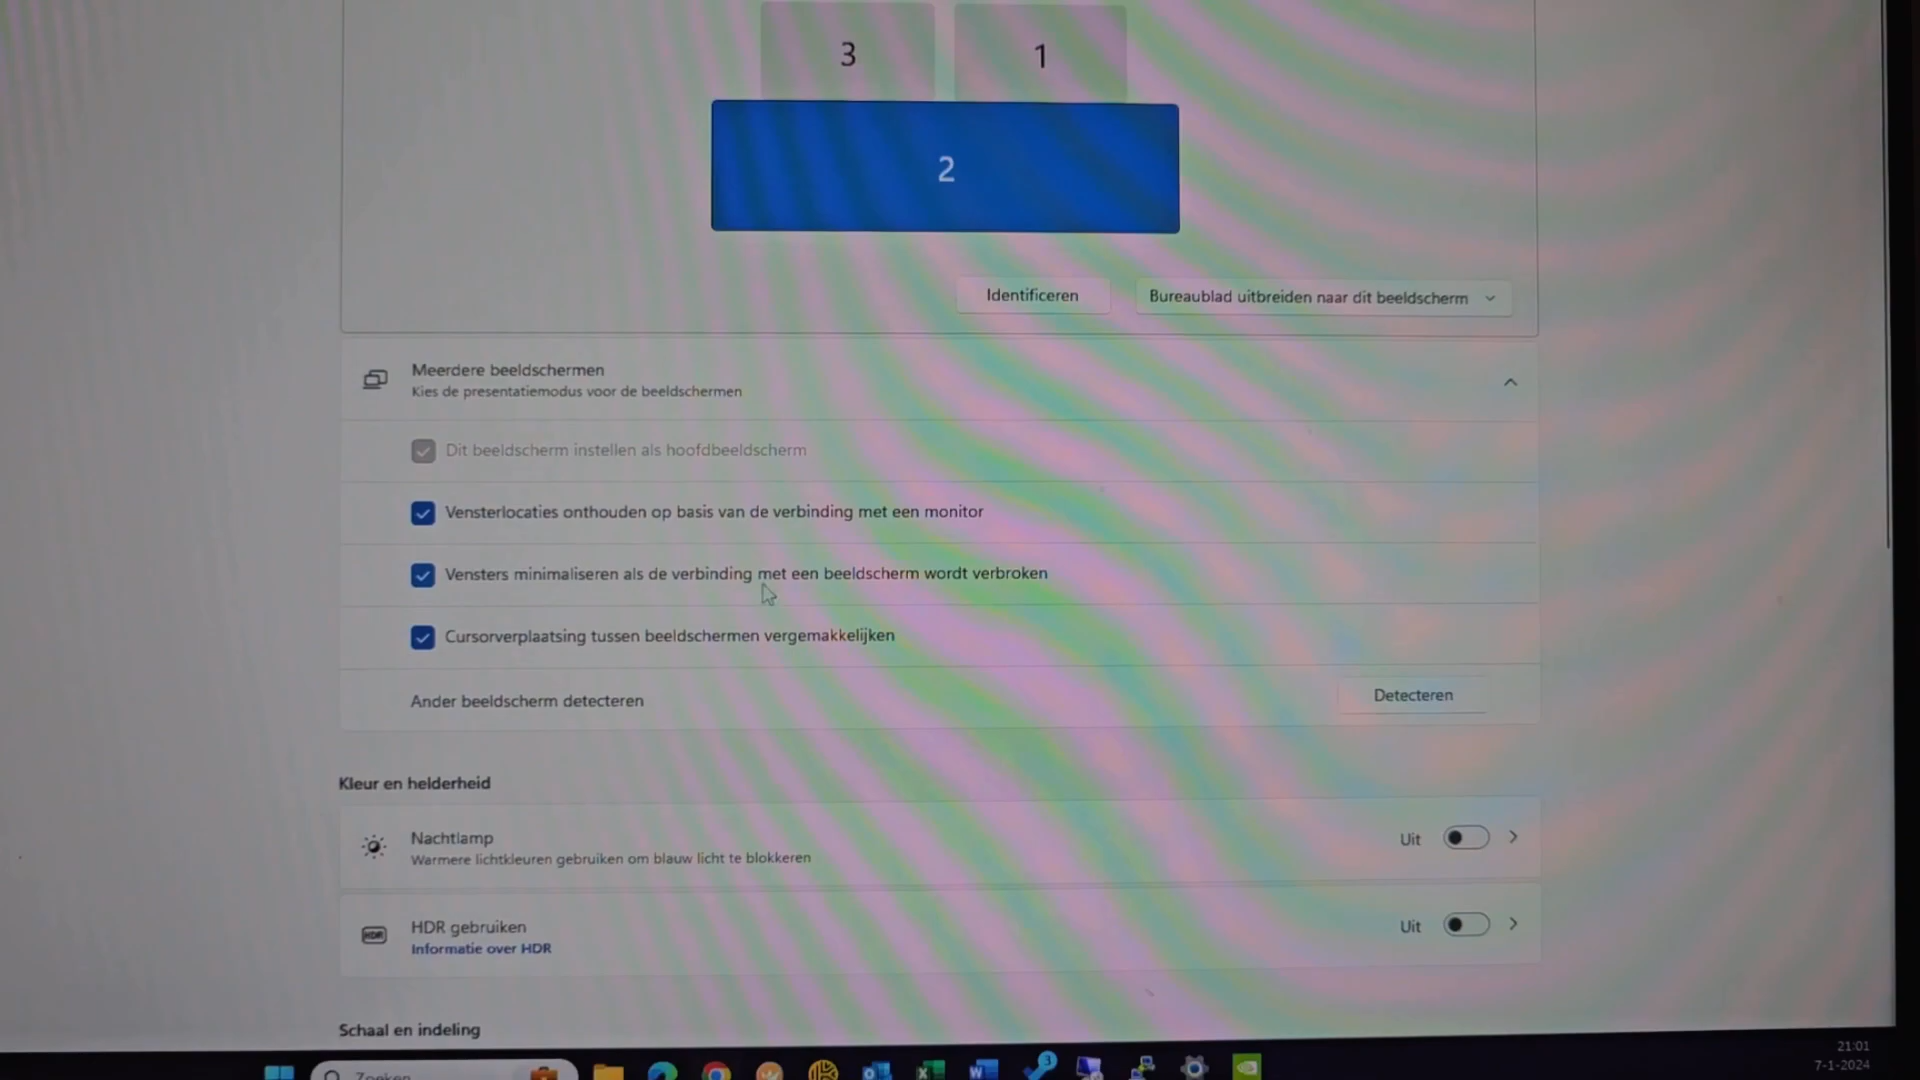 3
1
2
Identificeren
Bureaublad uitbreiden naar dit beeldscherm
Meerdere beeldschermen
Kies de presentatiemodus voor de beeldschermen
Dit beeldscherm instellen als hoofdbeeldscherm
Vensterlocaties onthouden op basis van de verbinding met een monitor
Vensters minimaliseren als de verbinding met een beeldscherm wordt verbroken
Cursorverplaatsing tussen beeldschermen vergemakkelijken
Ander beeldscherm detecteren
Detecteren
Kleur en helderheid
Nachtlamp
Uit
Warmere lichtkleuren gebruiken om blauw licht te blokkeren
HDR
HDR gebruiken
Uit
Informatie over HDR
Schaal en indeling
Zoeken
3
21:01
7-1-2024